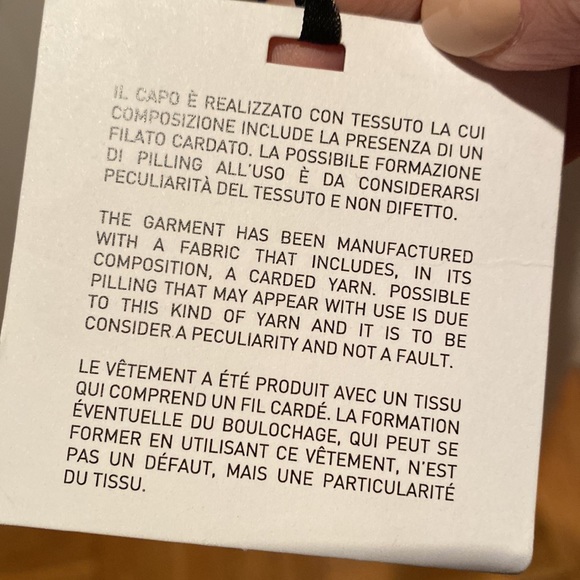 IL CAPO È REALIZZATO CON TESSUTO LA CUI
COMPOSIZIONE INCLUDE LA PRESENZA DI UN
FILATO CARDATO. LA POSSIBILE FORMAZIONE
DI PILLING ALL'USO È DA CONSIDERARSI
PECULIARITÀ DEL TESSUTO E NON DIFETTO.
THE GARMENT HAS BEEN MANUFACTURED
WITH A FABRIC THAT INCLUDES, IN ITS
COMPOSITION, A CARDED YARN. POSSIBLE
PILLING THAT MAY APPEAR WITH USE IS DUE
TO THIS KIND OF YARN AND IT IS TO BE
CONSIDER A PECULIARITY AND NOT A FAULT.
LE VÊTEMENT A ÉTÉ PRODUIT AVEC UN TISSU
QUI COMPREND UN FIL CARDÉ. LA FORMATION
ÉVENTUELLE DU BOULOCHAGE, QUI PEUT SE
FORMER EN UTILISANT CE VÊTEMENT, N'EST
PAS UN DÉFAUT, MAIS UNE PARTICULARITÉ
DU TISSU.